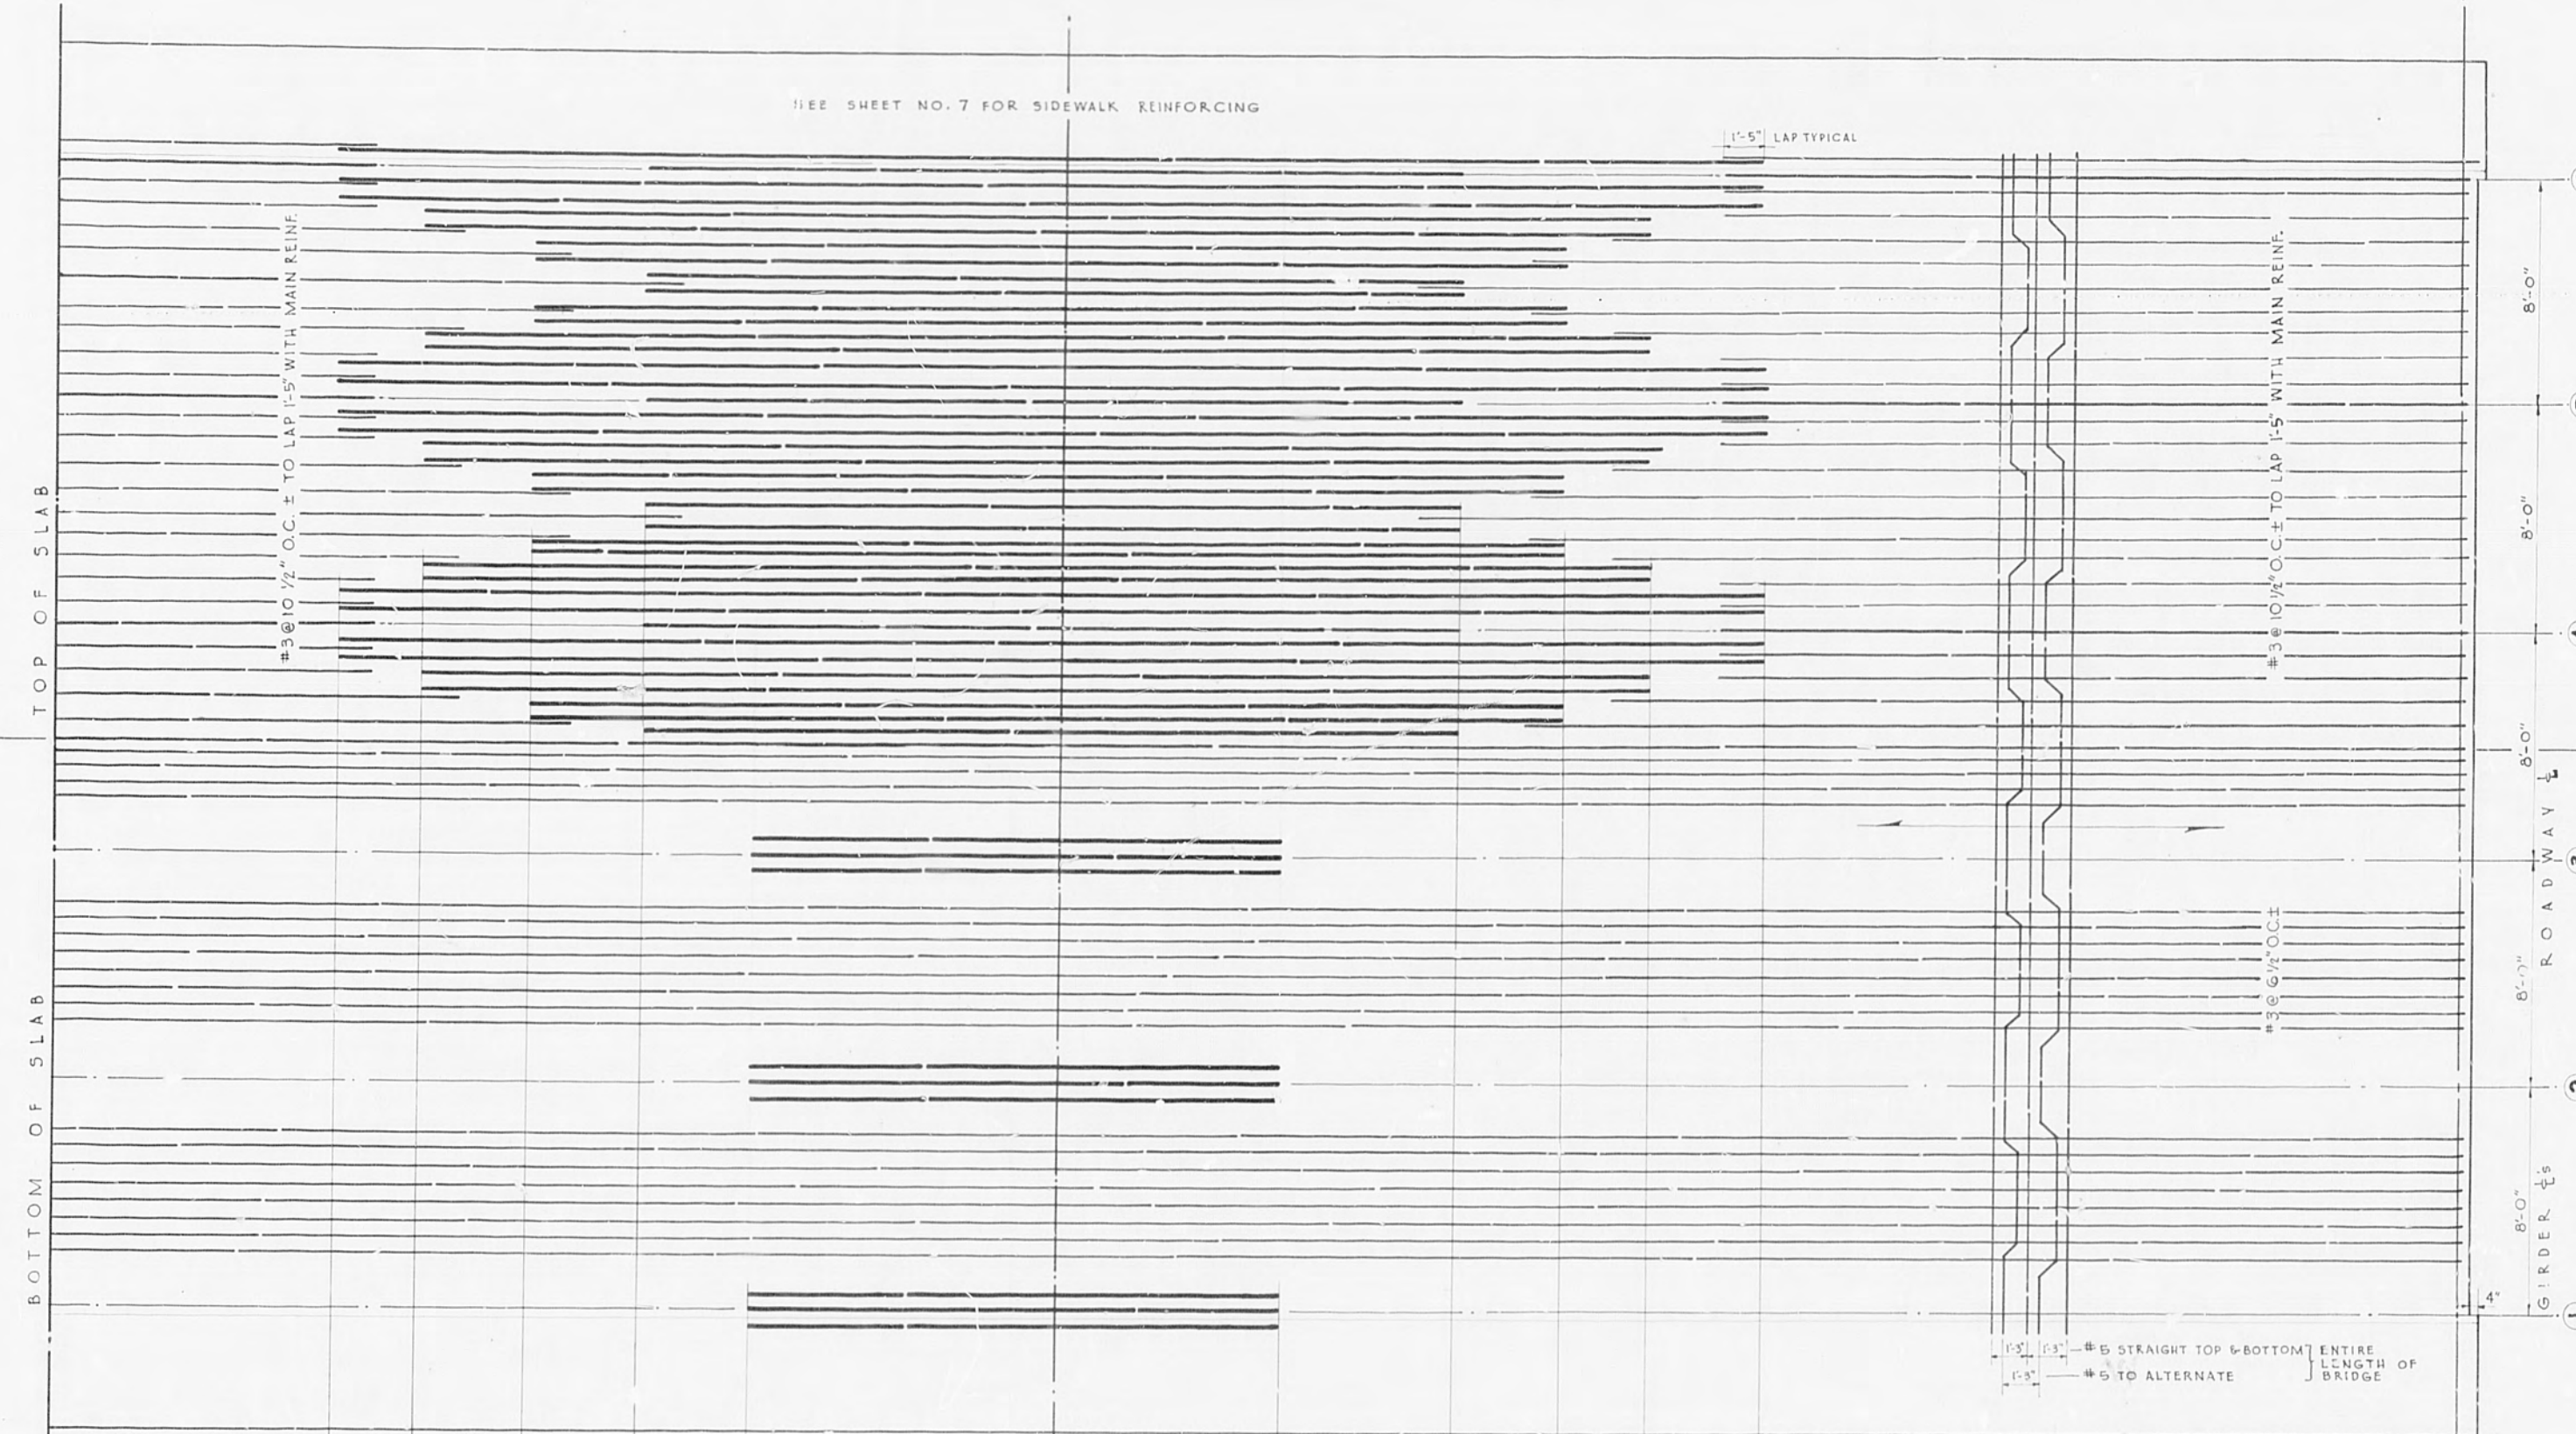 SEE SHEET NO. 7 FOR SIDEWALK REINFORCING
1'-5" LAP TYPICAL
#3 @ 10 1/2" O.C. ± TO LAP 1'-5" WITH MAIN REINF.
#3 @ 10 1/2" O.C. ± TO LAP 1'-5" WITH MAIN REINF.
8'-0"
8'-0"
8'-0"
TOP OF SLAB
BOTTOM OF SLAB
ROADWAY ℄
#3 @ 6 1/2" O.C. ±
8'-0"
8'-0"
GIRDER ℄'s
4"
1'-3" 1'-3" #5 STRAIGHT TOP & BOTTOM
1'-3" #5 TO ALTERNATE
ENTIRE
LENGTH OF
BRIDGE